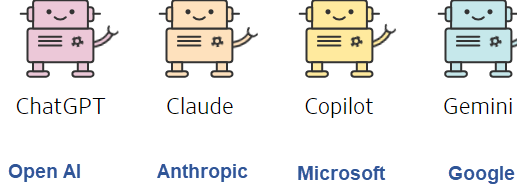 ChatGPT Claude Copilot Gemini
Open AI Anthropic Microsoft Google